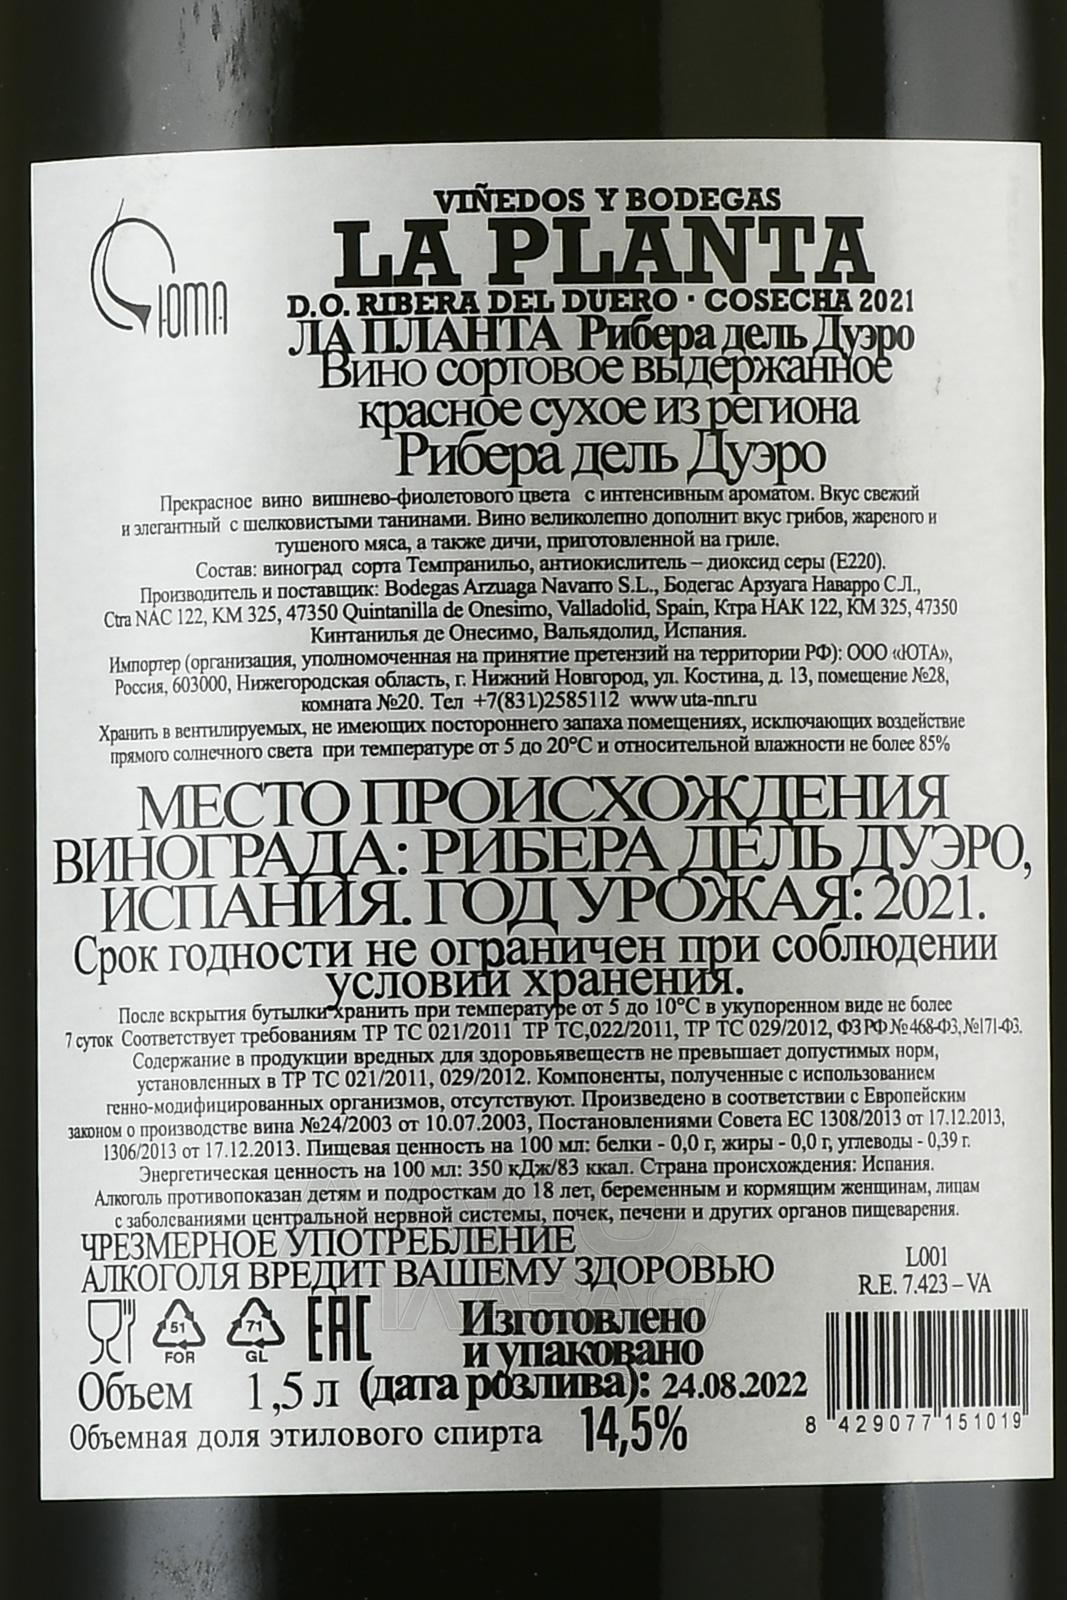 ЮТА
VIÑEDOS Y BODEGAS
LA PLANTA
D.O. RIBERA DEL DUERO · COSECHA 2021
ЛА ПЛАНТА Рибера дель Дуэро
Вино сортовое выдержанное
красное сухое из региона
Рибера дель Дуэро
Прекрасное вино вишнево-фиолетового цвета с интенсивным ароматом. Вкус свежий
и элегантный с шелковистыми танинами. Вино великолепно дополнит вкус грибов, жареного и
тушеного мяса, а также дичи, приготовленной на гриле.
Состав: виноград сорта Темпранильо, антиокислитель – диоксид серы (Е220).
Производитель и поставщик: Bodegas Arzuaga Navarro S.L., Бодегас Арзуага Наварро С.Л.,
Ctra NAC 122, KM 325, 47350 Quintanilla de Onesimo, Valladolid, Spain, Ктра НАК 122, КМ 325, 47350
Кинтанилья де Онесимо, Вальядолид, Испания.
Импортер (организация, уполномоченная на принятие претензий на территории РФ): ООО «ЮТА»,
Россия, 603000, Нижегородская область, г. Нижний Новгород, ул. Костина, д. 13, помещение №28,
комната №20. Тел +7(831)2585112 www.uta-nn.ru
Хранить в вентилируемых, не имеющих постороннего запаха помещениях, исключающих воздействие
прямого солнечного света при температуре от 5 до 20°С и относительной влажности не более 85%
МЕСТО ПРОИСХОЖДЕНИЯ
ВИНОГРАДА: РИБЕРА ДЕЛЬ ДУЭРО,
ИСПАНИЯ. ГОД УРОЖАЯ: 2021.
Срок годности не ограничен при соблюдении
условий хранения.
После вскрытия бутылки хранить при температуре от 5 до 10°С в укупоренном виде не более
7 суток Соответствует требованиям ТР ТС 021/2011 ТР ТС,022/2011, ТР ТС 029/2012, ФЗ РФ №468-ФЗ, №171-ФЗ.
Содержание в продукции вредных для здоровьявеществ не превышает допустимых норм,
установленных в ТР ТС 021/2011, 029/2012. Компоненты, полученные с использованием
генно-модифицированных организмов, отсутствуют. Произведено в соответствии с Европейским
законом о производстве вина №24/2003 от 10.07.2003, Постановлениями Совета ЕС 1308/2013 от 17.12.2013,
1306/2013 от 17.12.2013. Пищевая ценность на 100 мл: белки - 0,0 г, жиры - 0,0 г, углеводы - 0,39 г.
Энергетическая ценность на 100 мл: 350 кДж/83 ккал. Страна происхождения: Испания.
Алкоголь противопоказан детям и подросткам до 18 лет, беременным и кормящим женщинам, лицам
с заболеваниями центральной нервной системы, почек, печени и других органов пищеварения.
ЧРЕЗМЕРНОЕ УПОТРЕБЛЕНИЕ
АЛКОГОЛЯ ВРЕДИТ ВАШЕМУ ЗДОРОВЬЮ
L001
R.E. 7.423 – VA
51
FOR
71
GL
EAC
Изготовлено
и упаковано
Объем 1,5 л (дата розлива): 24.08.2022
Объемная доля этилового спирта 14,5%
8 429077 151019